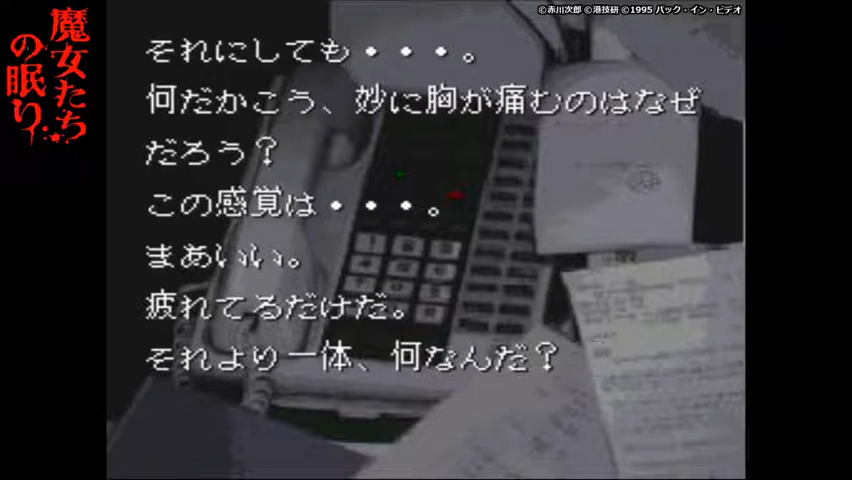 ©赤川次郎 ©港技研 ©1995 パック・イン・ビデオ
魔女たち
の眠り
それにしても・・・。
何だかこう、妙に胸が痛むのはなぜ
だろう？
この感覚は・・・。
まあいい。
疲れてるだけだ。
それより一体、何なんだ？